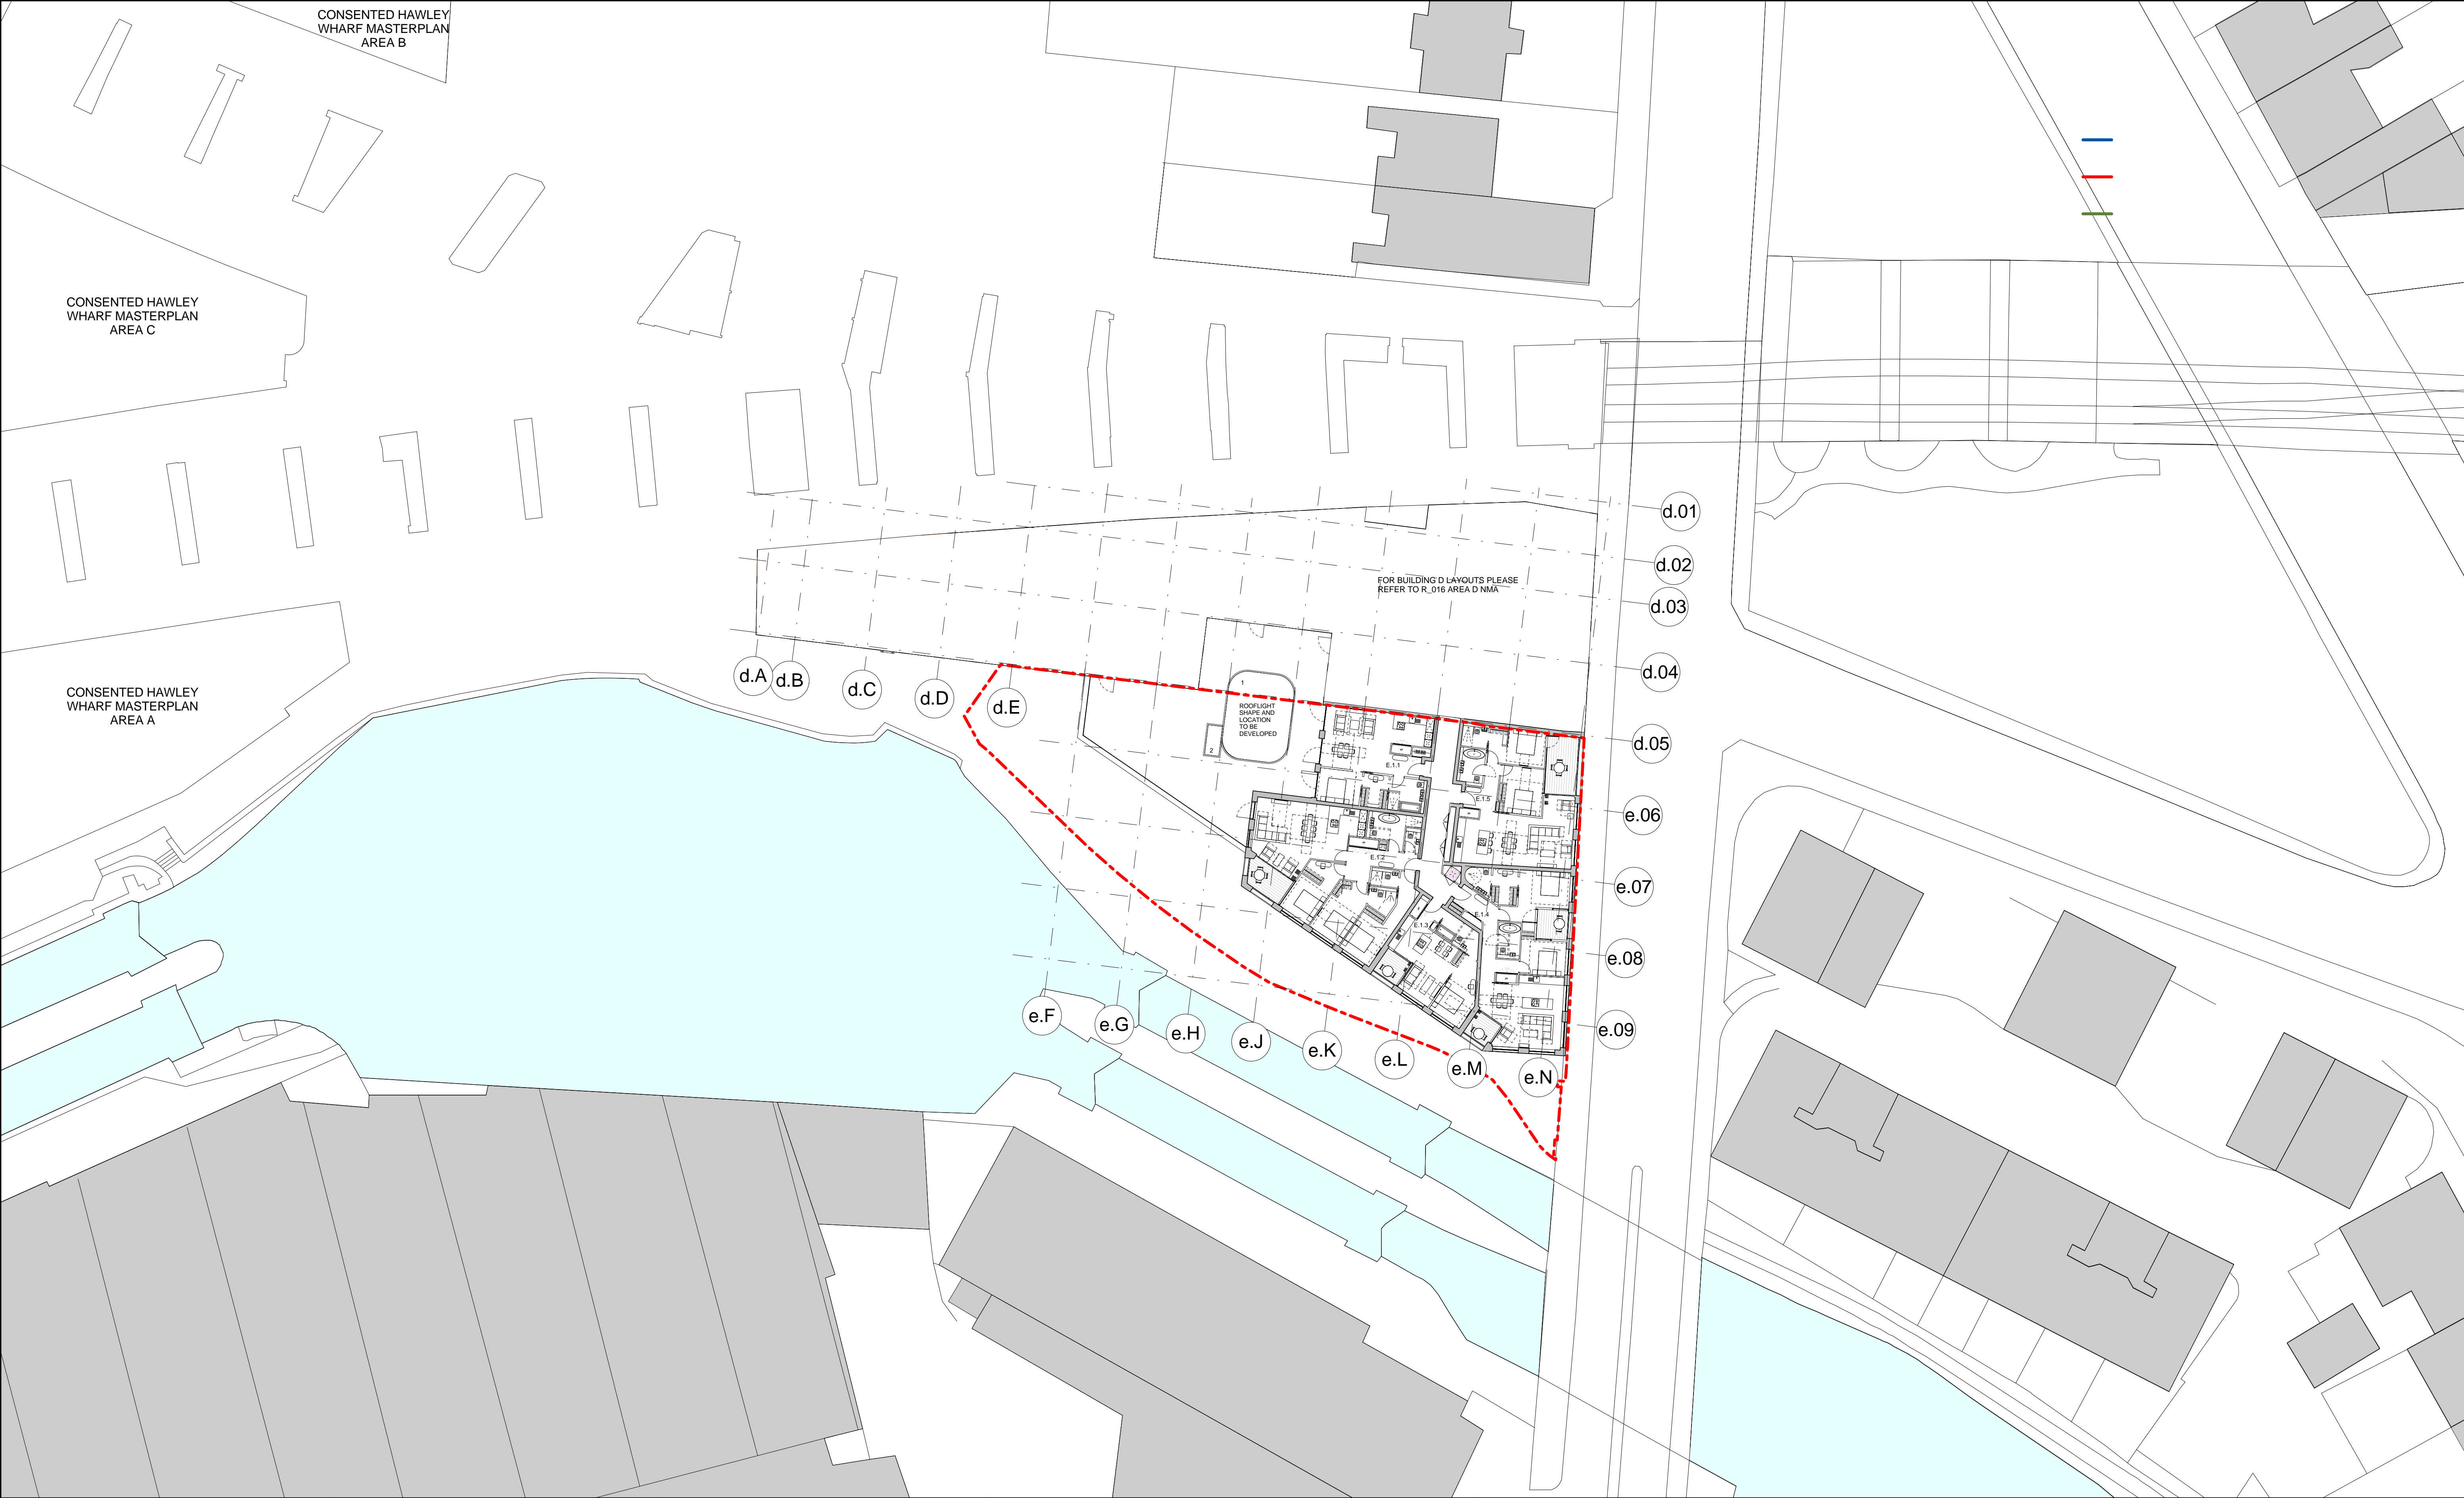 CONSENTED HAWLEY
WHARF MASTERPLAN
AREA B
CONSENTED HAWLEY
WHARF MASTERPLAN
AREA C
CONSENTED HAWLEY
WHARF MASTERPLAN
AREA A
FOR BUILDING D LAYOUTS PLEASE
REFER TO R_016 AREA D NMA
d.01
d.02
d.03
d.04
d.05
e.06
e.07
e.08
e.09
d.A
d.B
d.C
d.D
d.E
e.F
e.G
e.H
e.J
e.K
e.L
e.M
e.N
1
ROOFLIGHT
SHAPE AND
LOCATION
TO BE
DEVELOPED
2
E.1.1
E.1.5
E.1.2
E.1.4
E.1.3